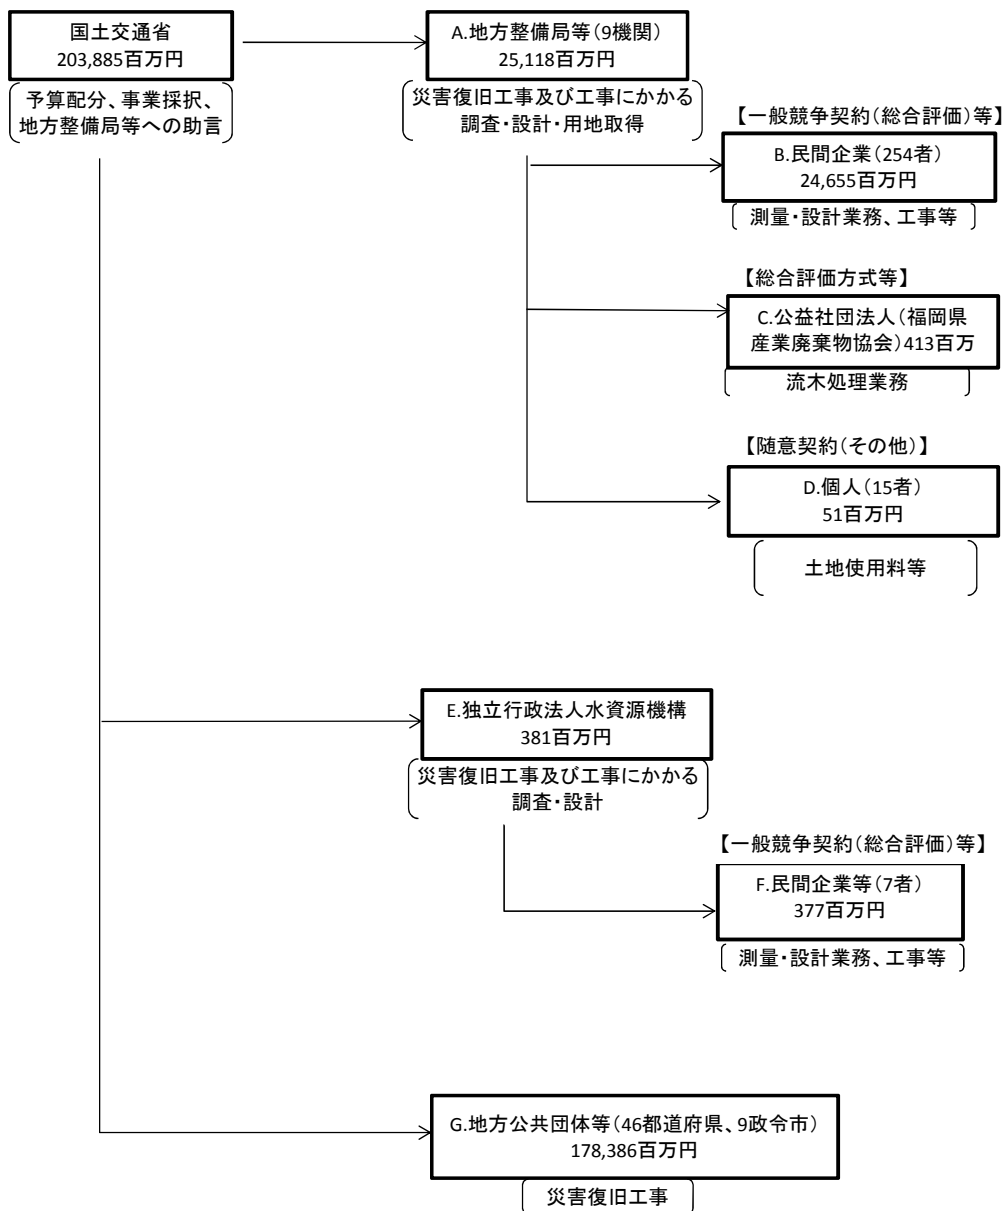 国土交通省
203,885百万円
予算配分、事業採択、
地方整備局等への助言
A.地方整備局等(9機関)
25,118百万円
災害復旧工事及び工事にかかる
調査・設計・用地取得
【一般競争契約(総合評価)等】
B.民間企業(254者)
24,655百万円
測量・設計業務、工事等
【総合評価方式等】
C.公益社団法人(福岡県
産業廃棄物協会)413百万
流木処理業務
【随意契約(その他)】
D.個人(15者)
51百万円
土地使用料等
E.独立行政法人水資源機構
381百万円
災害復旧工事及び工事にかかる
調査・設計
【一般競争契約(総合評価)等】
F.民間企業等(7者)
377百万円
測量・設計業務、工事等
G.地方公共団体等(46都道府県、9政令市)
178,386百万円
災害復旧工事